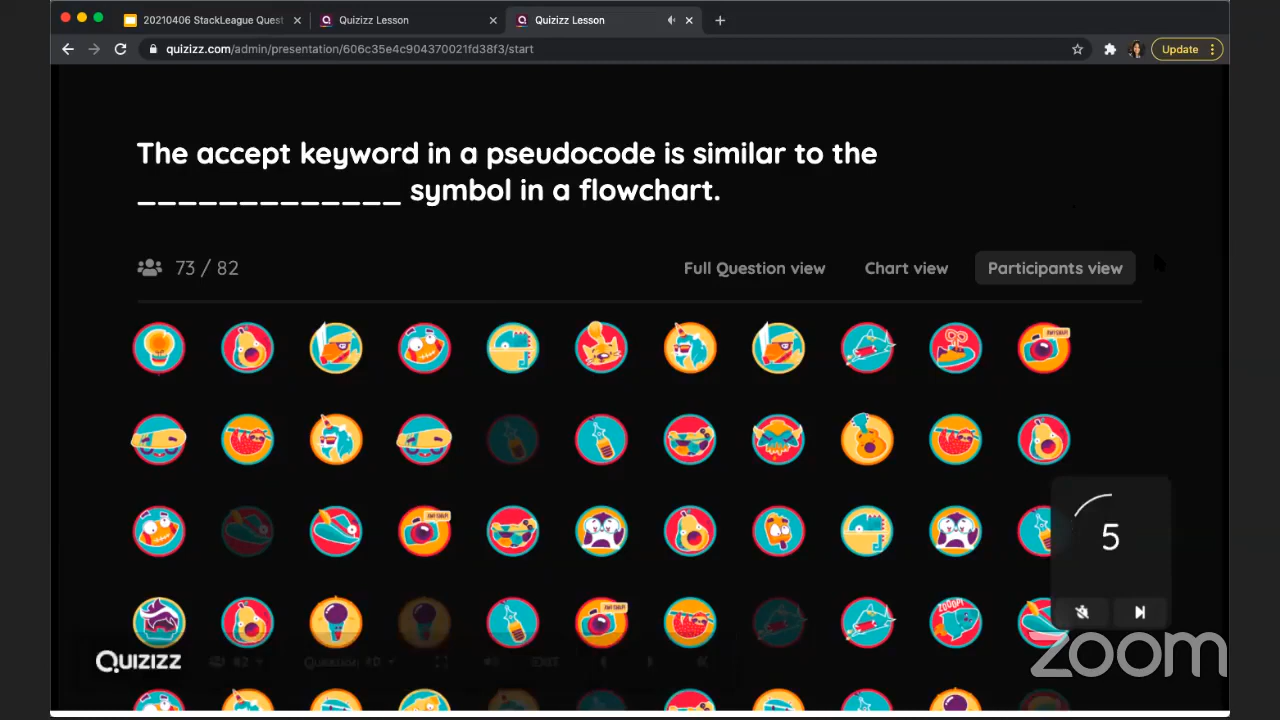 20210406 StackLeague Quest
Quizizz Lesson
Quizizz Lesson
quizizz.com/admin/presentation/606c35e4c904370021fd38f3/start
Update
The accept keyword in a pseudocode is similar to the
_____________ symbol in a flowchart.
73 / 82
Full Question view
Chart view
Participants view
5
QUIZIZZ
EXIT
zoom